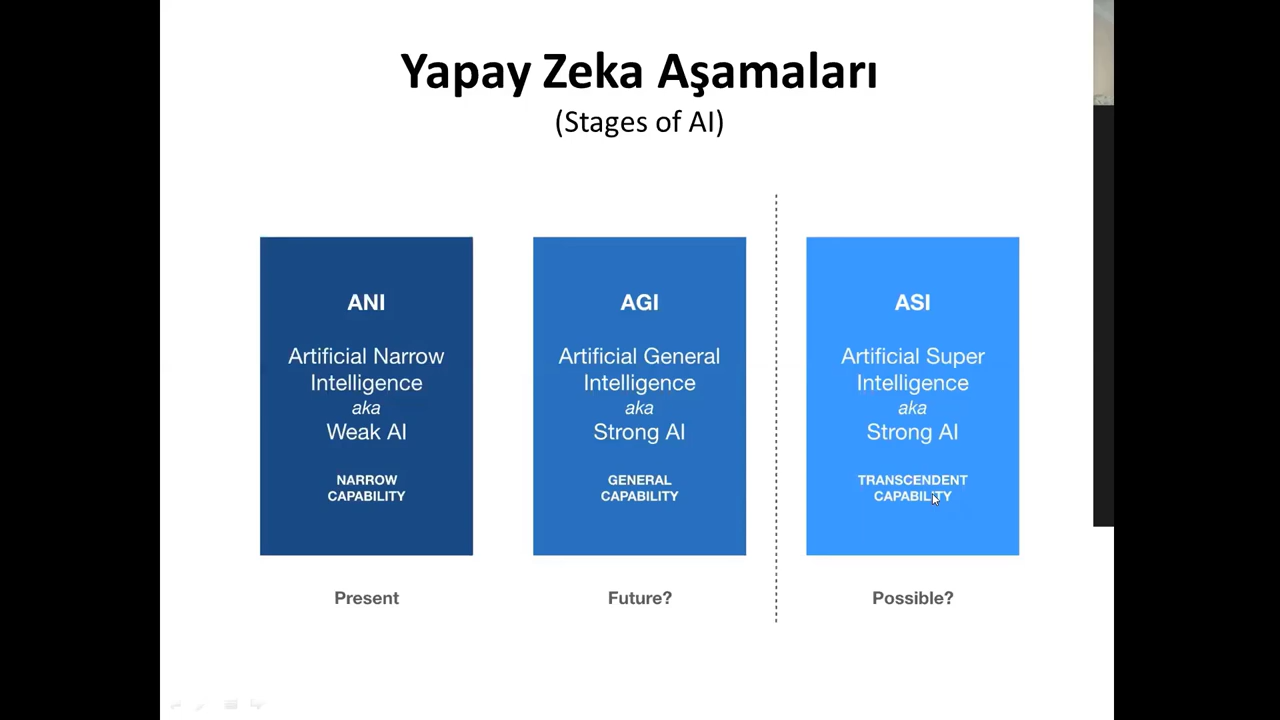 Yapay Zeka Aşamaları
(Stages of AI)
ANI
Artificial Narrow
Intelligence
aka
Weak AI
NARROW
CAPABILITY
Present
AGI
Artificial General
Intelligence
aka
Strong AI
GENERAL
CAPABILITY
Future?
ASI
Artificial Super
Intelligence
aka
Strong AI
TRANSCENDENT
CAPABILITY
Possible?